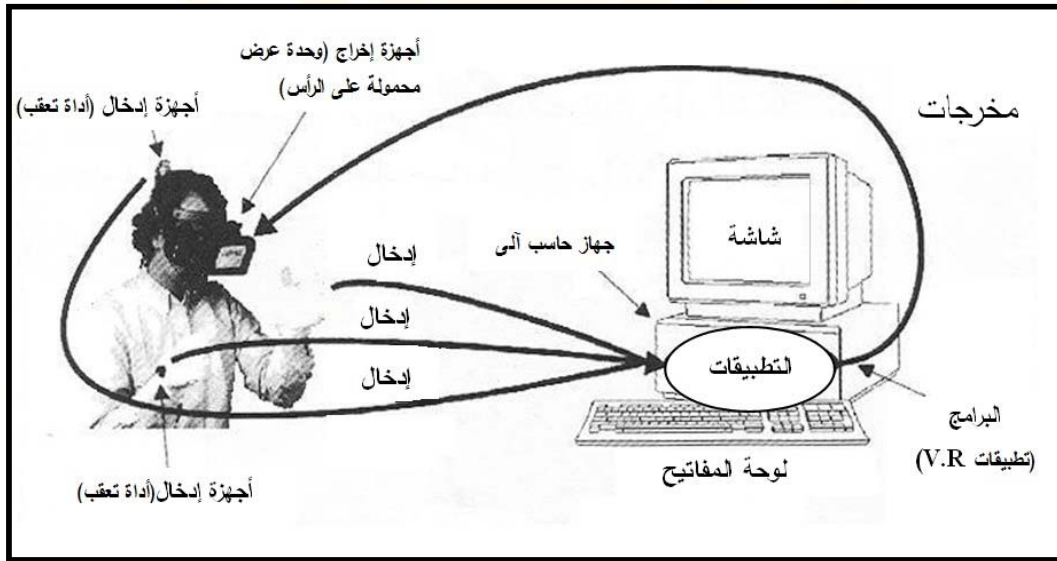 أجهزة إخراج (وحدة عرض
محمولة على الرأس)
أجهزة إدخال (أداة تعقب)
مخرجات
شاشة
جهاز حاسب آلى
إدخال
إدخال
إدخال
التطبيقات
البرامج
(تطبيقات V.R)
لوحة المفاتيح
أجهزة إدخال(أداة تعقب)